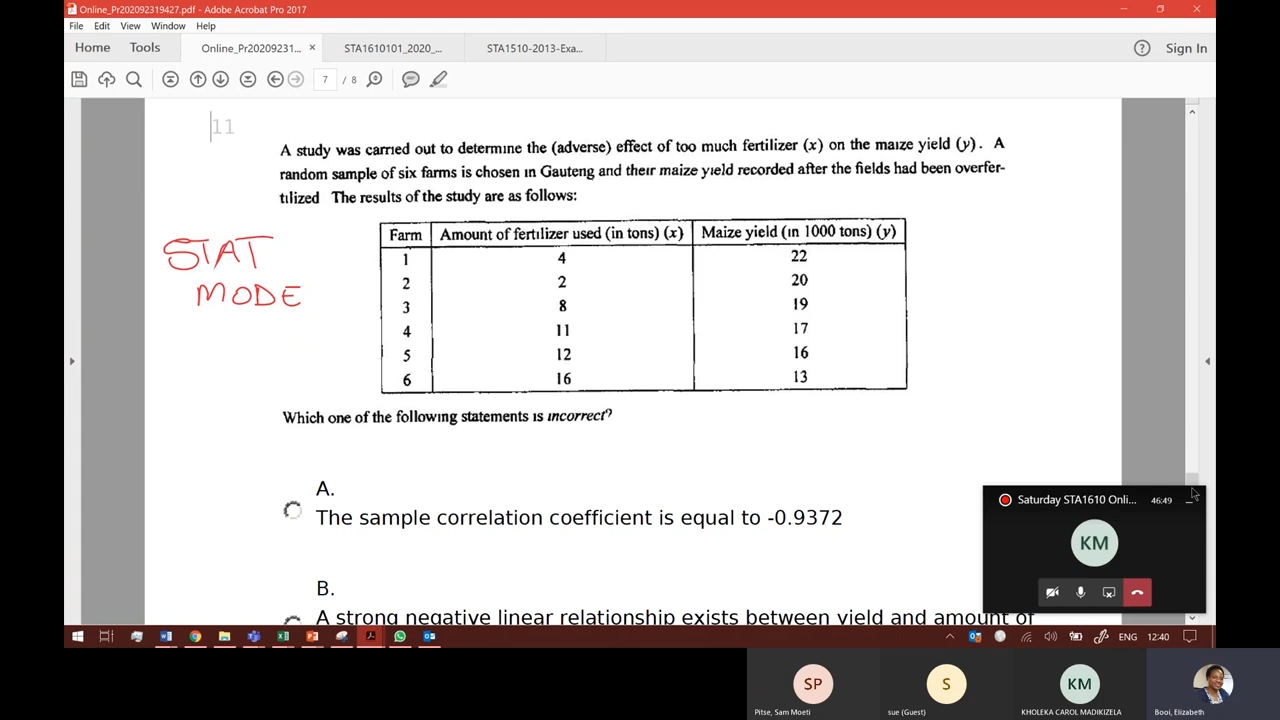 Online_Pr202092319427.pdf - Adobe Acrobat Pro 2017
File Edit View Window Help
Home Tools Online_Pr20209231... × STA1610101_2020_... STA1510-2013-Exa... Sign In
7 / 8
11
A study was carried out to determine the (adverse) effect of too much fertilizer (x) on the maize yield (y). A
random sample of six farms is chosen in Gauteng and their maize yield recorded after the fields had been overfer-
tilized The results of the study are as follows:
STAT
MODE
Farm Amount of fertilizer used (in tons) (x) Maize yield (in 1000 tons) (y)
1 4 22
2 2 20
3 8 19
4 11 17
5 12 16
6 16 13
Which one of the following statements is incorrect?
A.
The sample correlation coefficient is equal to -0.9372
B.
A strong negative linear relationship exists between yield and amount of
Saturday STA1610 Onli... 46:49
KM
ENG 12:40
SP S KM
Pitse, Sam Moeti sue (Guest) KHOLEKA CAROL MADIKIZELA Booi, Elizabeth